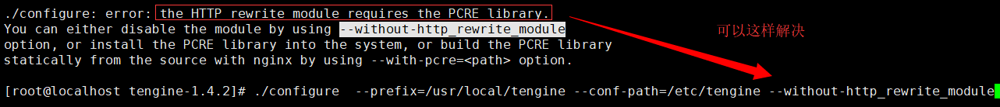 ./configure: error: the HTTP rewrite module requires the PCRE library.
You can either disable the module by using --without-http_rewrite_module
option, or install the PCRE library into the system, or build the PCRE library
statically from the source with nginx by using --with-pcre=<path> option.
可以这样解决
[root@localhost tengine-1.4.2]# ./configure  --prefix=/usr/local/tengine --conf-path=/etc/tengine --without-http_rewrite_module